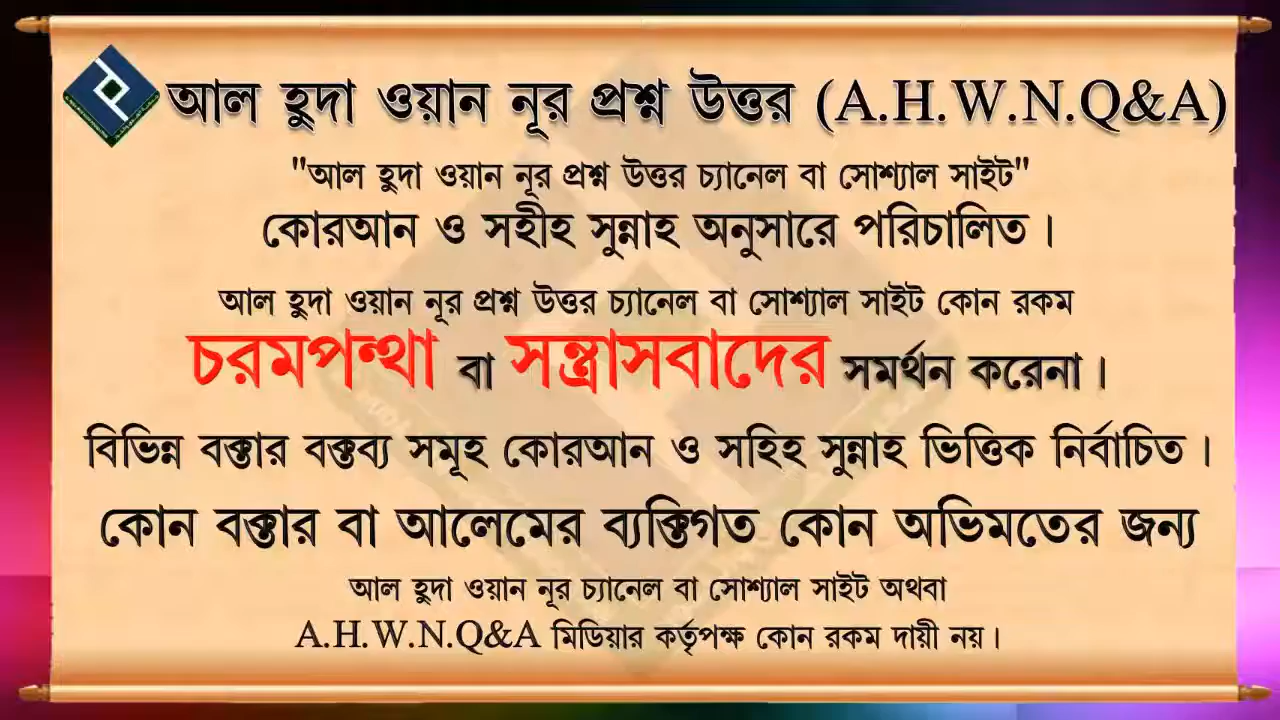 আল হুদা ওয়ান নূর প্রশ্ন উত্তর (A.H.W.N.Q&A)
"আল হুদা ওয়ান নূর প্রশ্ন উত্তর চ্যানেল বা সোশ্যাল সাইট"
কোরআন ও সহীহ সুন্নাহ অনুসারে পরিচালিত।
আল হুদা ওয়ান নূর প্রশ্ন উত্তর চ্যানেল বা সোশ্যাল সাইট কোন রকম
চরমপন্থা বা সন্ত্রাসবাদের সমর্থন করেনা।
বিভিন্ন বক্তার বক্তব্য সমূহ কোরআন ও সহিহ সুন্নাহ ভিত্তিক নির্বাচিত।
কোন বক্তার বা আলেমের ব্যক্তিগত কোন অভিমতের জন্য
আল হুদা ওয়ান নূর চ্যানেল বা সোশ্যাল সাইট অথবা
A.H.W.N.Q&A মিডিয়ার কর্তৃপক্ষ কোন রকম দায়ী নয়।